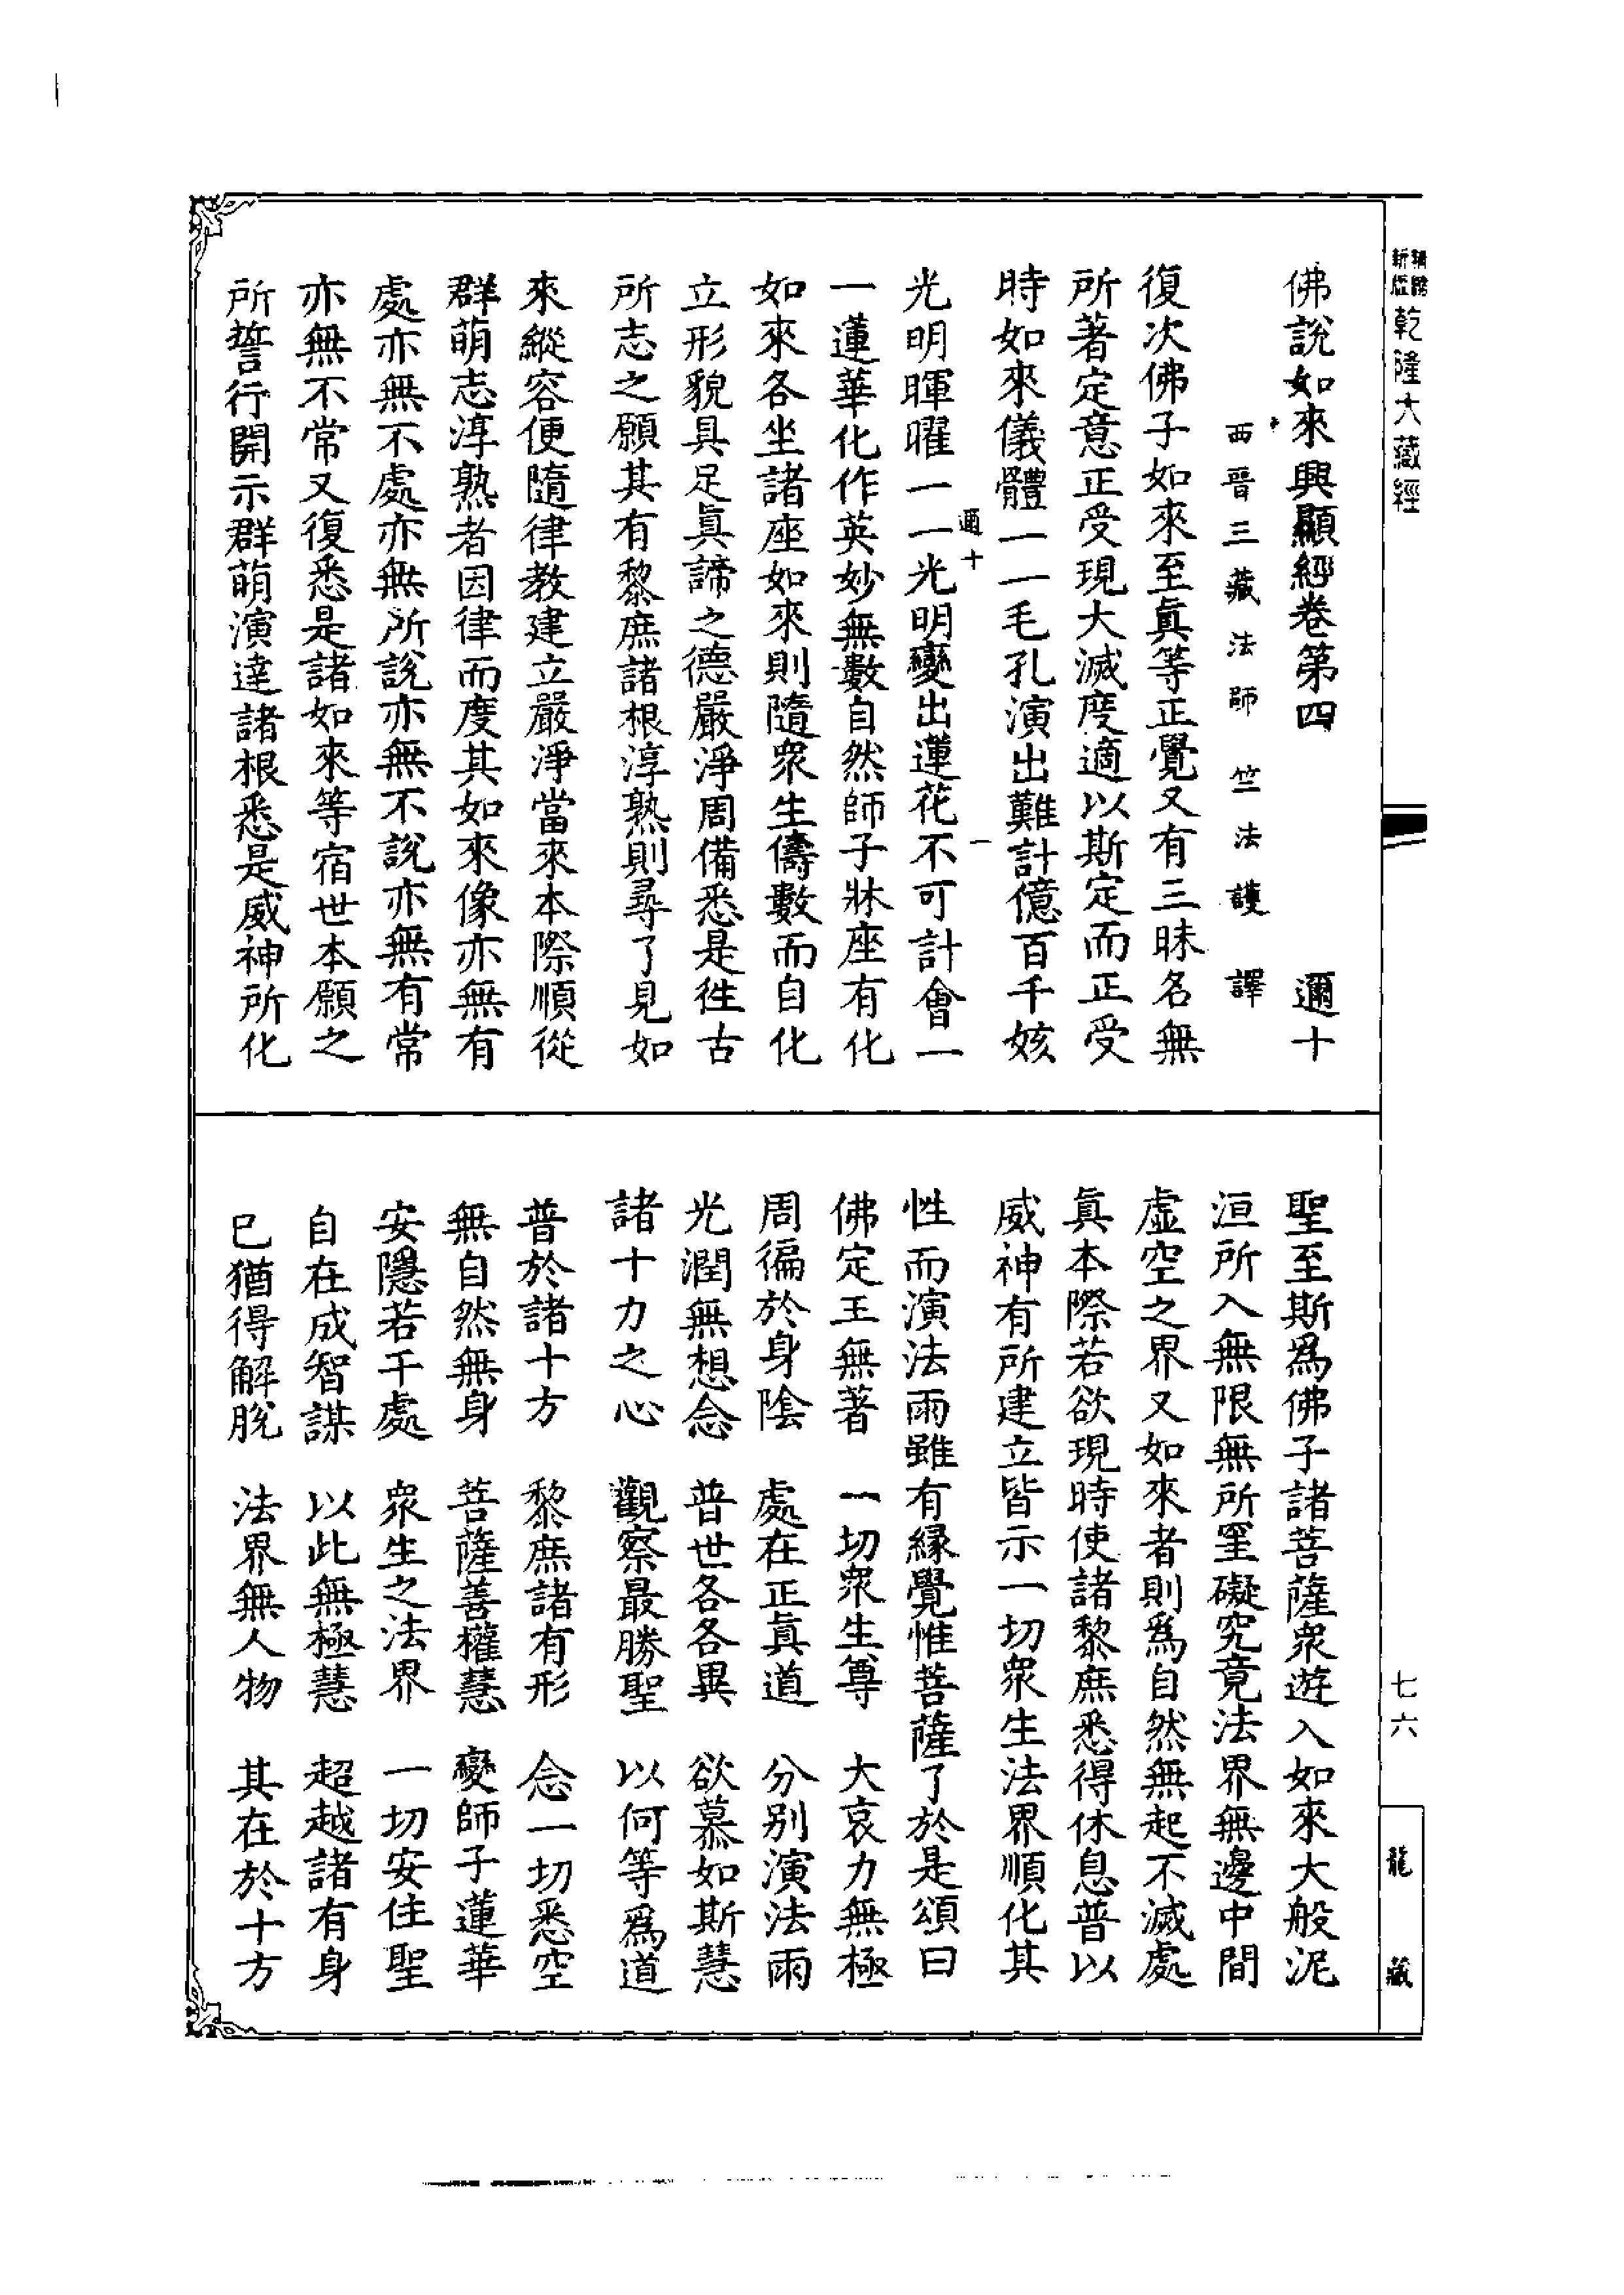 乾隆大藏經
佛說如來興顯經卷第四 邇十
西晉三藏法師竺法護譯
復次佛子如來至眞等正覺又有三昧名無
所著定意正受現大滅度適以斯定而正受
時如來儀體一一毛孔演出難計億百千姟
邇十 一
光明暉曜一一光明變出蓮花不可計會一
一蓮華化作英妙無數自然師子牀座有化
如來各坐諸座如來則隨衆生儔數而自化
立形貌具足眞諦之德嚴淨周備悉是徃古
所志之願其有黎庶諸根淳熟則尋了見如
來縱容便隨律教建立嚴淨當來本際順從
群萌志淳熟者因律而度其如來像亦無有
處亦無不處亦無所說亦無不說亦無有常
亦無不常又復悉是諸如來等宿世本願之
所誓行開示群萌演達諸根悉是威神所化
聖至斯爲佛子諸菩薩衆遊入如來大般泥
洹所入無限無所罣礙究竟法界無邊中間
虛空之界又如來者則爲自然無起不滅處
眞本際若欲現時使諸黎庶悉得休息普以
威神有所建立皆示一切衆生法界順化其
性而演法雨雖有緣覺惟菩薩了於是頌曰
佛定王無著 一切衆生尊 大哀力無極
周徧於身陰 處在正眞道 分別演法雨
光潤無想念 普世各各異 欲慕如斯慧
諸十力之心 觀察最勝聖 以何等爲道
普於諸十方 黎庶諸有形 念一切悉空
無自然無身 菩薩善權慧 變師子蓮華
安隱若干處 衆生之法界 一切安住聖
自在成智謀 以此無極慧 超越諸有身
已猶得解脫 法界無人物 其在於十方
七六
龍藏